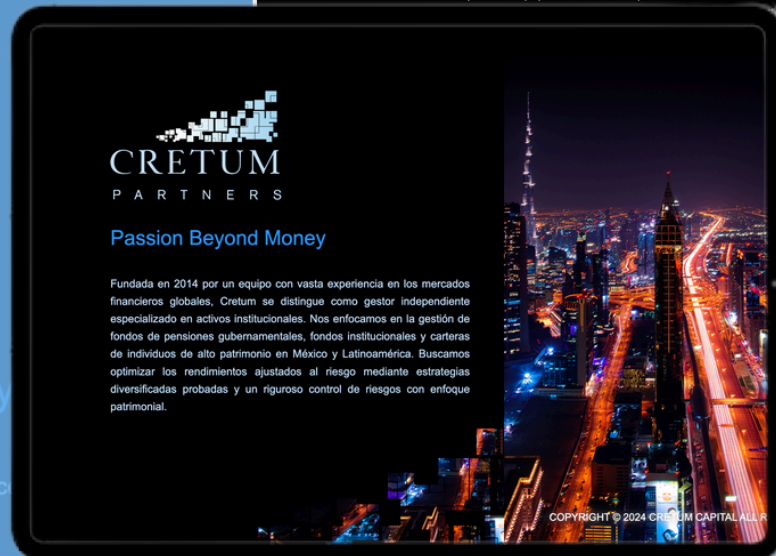 CRETUM
PARTNERS
Passion Beyond Money
Fundada en 2014 por un equipo con vasta experiencia en los mercados
financieros globales, Cretum se distingue como gestor independiente
especializado en activos institucionales. Nos enfocamos en la gestión de
fondos de pensiones gubernamentales, fondos institucionales y carteras
de individuos de alto patrimonio en México y Latinoamérica. Buscamos
optimizar los rendimientos ajustados al riesgo mediante estrategias
diversificadas probadas y un riguroso control de riesgos con enfoque
patrimonial.
COPYRIGHT © 2024 CRETUM CAPITAL ALL R